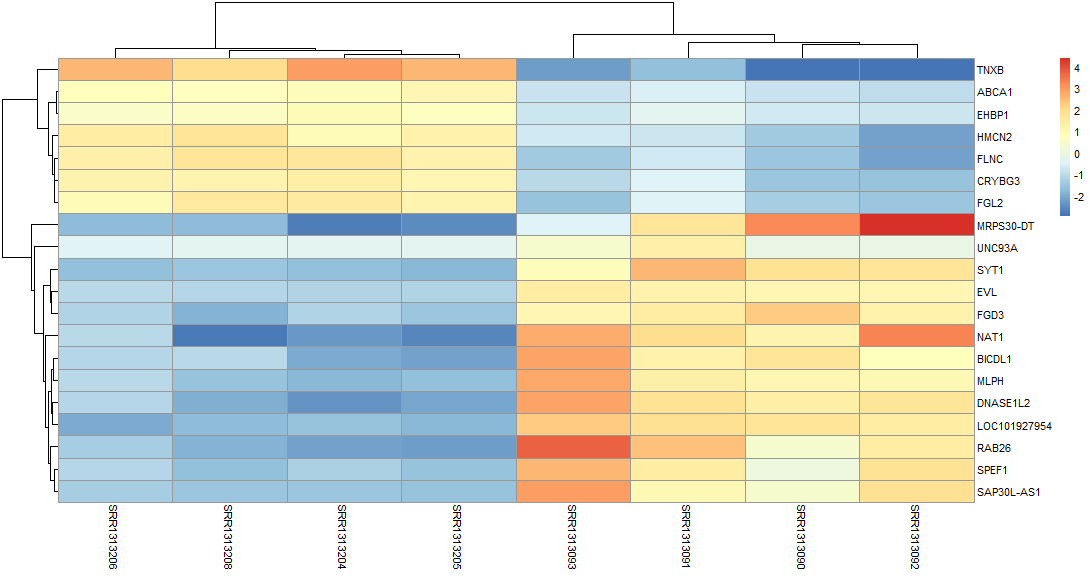 TNXB
ABCA1
EHBP1
HMCN2
FLNC
CRYBG3
FGL2
MRPS30-DT
UNC93A
SYT1
EVL
FGD3
NAT1
BICDL1
MLPH
DNASE1L2
LOC101927954
RAB26
SPEF1
SAP30L-AS1
4
3
2
1
0
-1
-2
SRR1313206
SRR1313208
SRR1313204
SRR1313205
SRR1313093
SRR1313091
SRR1313090
SRR1313092